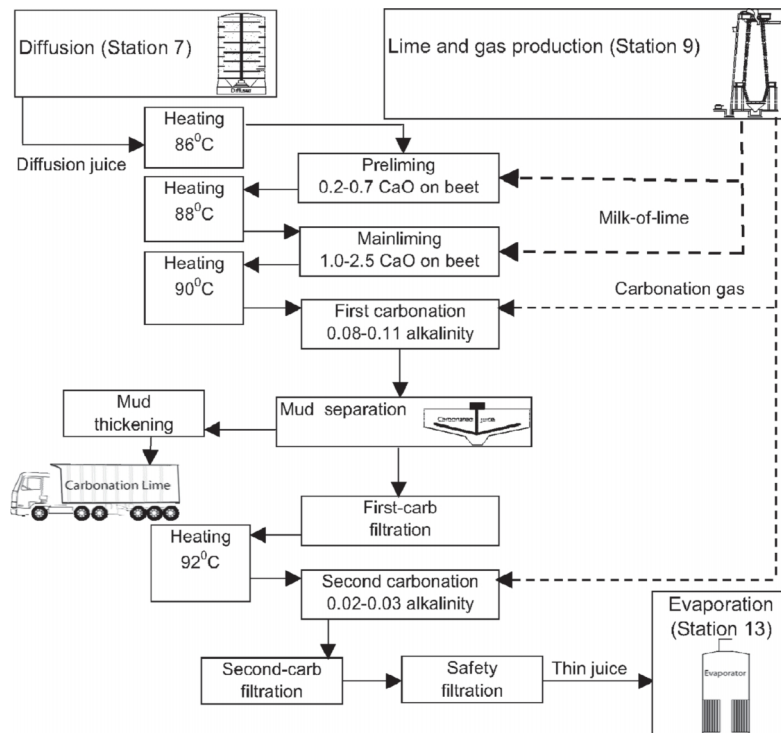 Diffusion (Station 7)
Diffuser
Lime and gas production (Station 9)
Diffusion juice
Heating
86⁰C
Preliming
0.2-0.7 CaO on beet
Heating
88⁰C
Milk-of-lime
Mainliming
1.0-2.5 CaO on beet
Heating
90⁰C
Carbonation gas
First carbonation
0.08-0.11 alkalinity
Mud
thickening
Mud separation
Carbonated juice
Carbonation Lime
First-carb
filtration
Heating
92⁰C
Second carbonation
0.02-0.03 alkalinity
Evaporation
(Station 13)
Evaporator
Second-carb
filtration
Safety
filtration
Thin juice